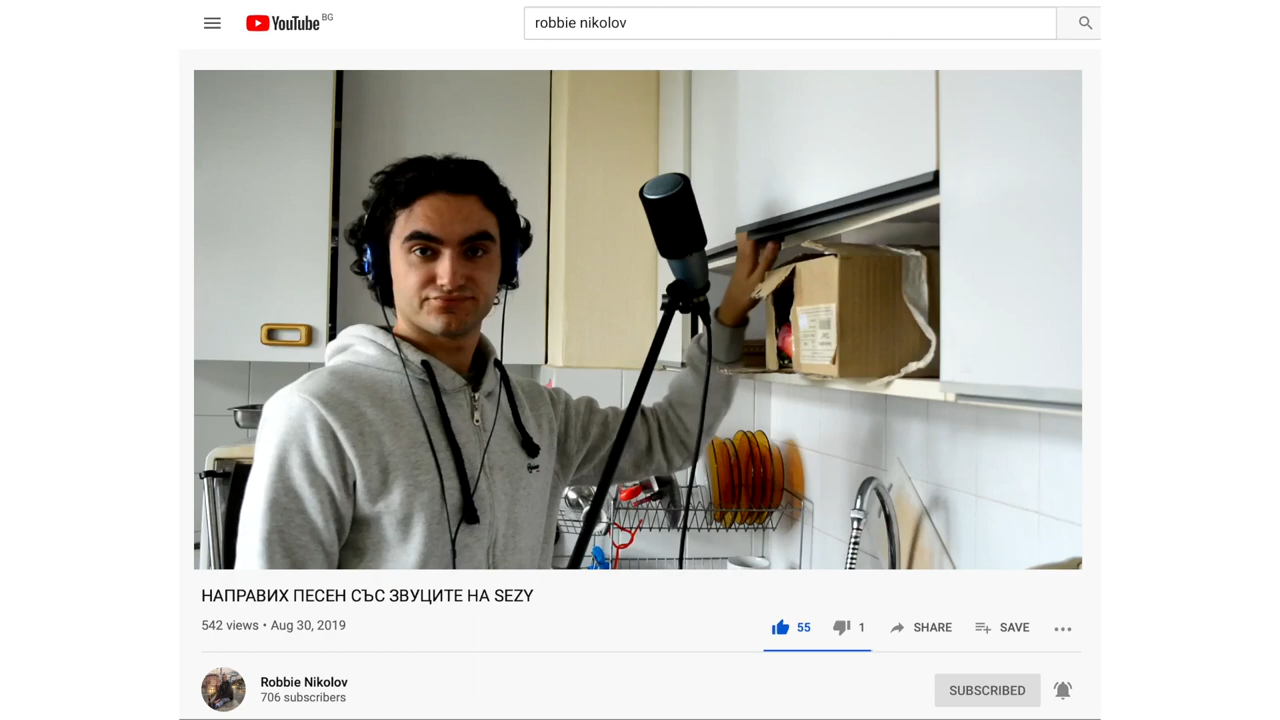 YouTube BG
robbie nikolov
НАПРАВИХ ПЕСЕН СЪС ЗВУЦИТЕ НА SEZY
542 views • Aug 30, 2019
55 1 SHARE SAVE
Robbie Nikolov
706 subscribers
SUBSCRIBED